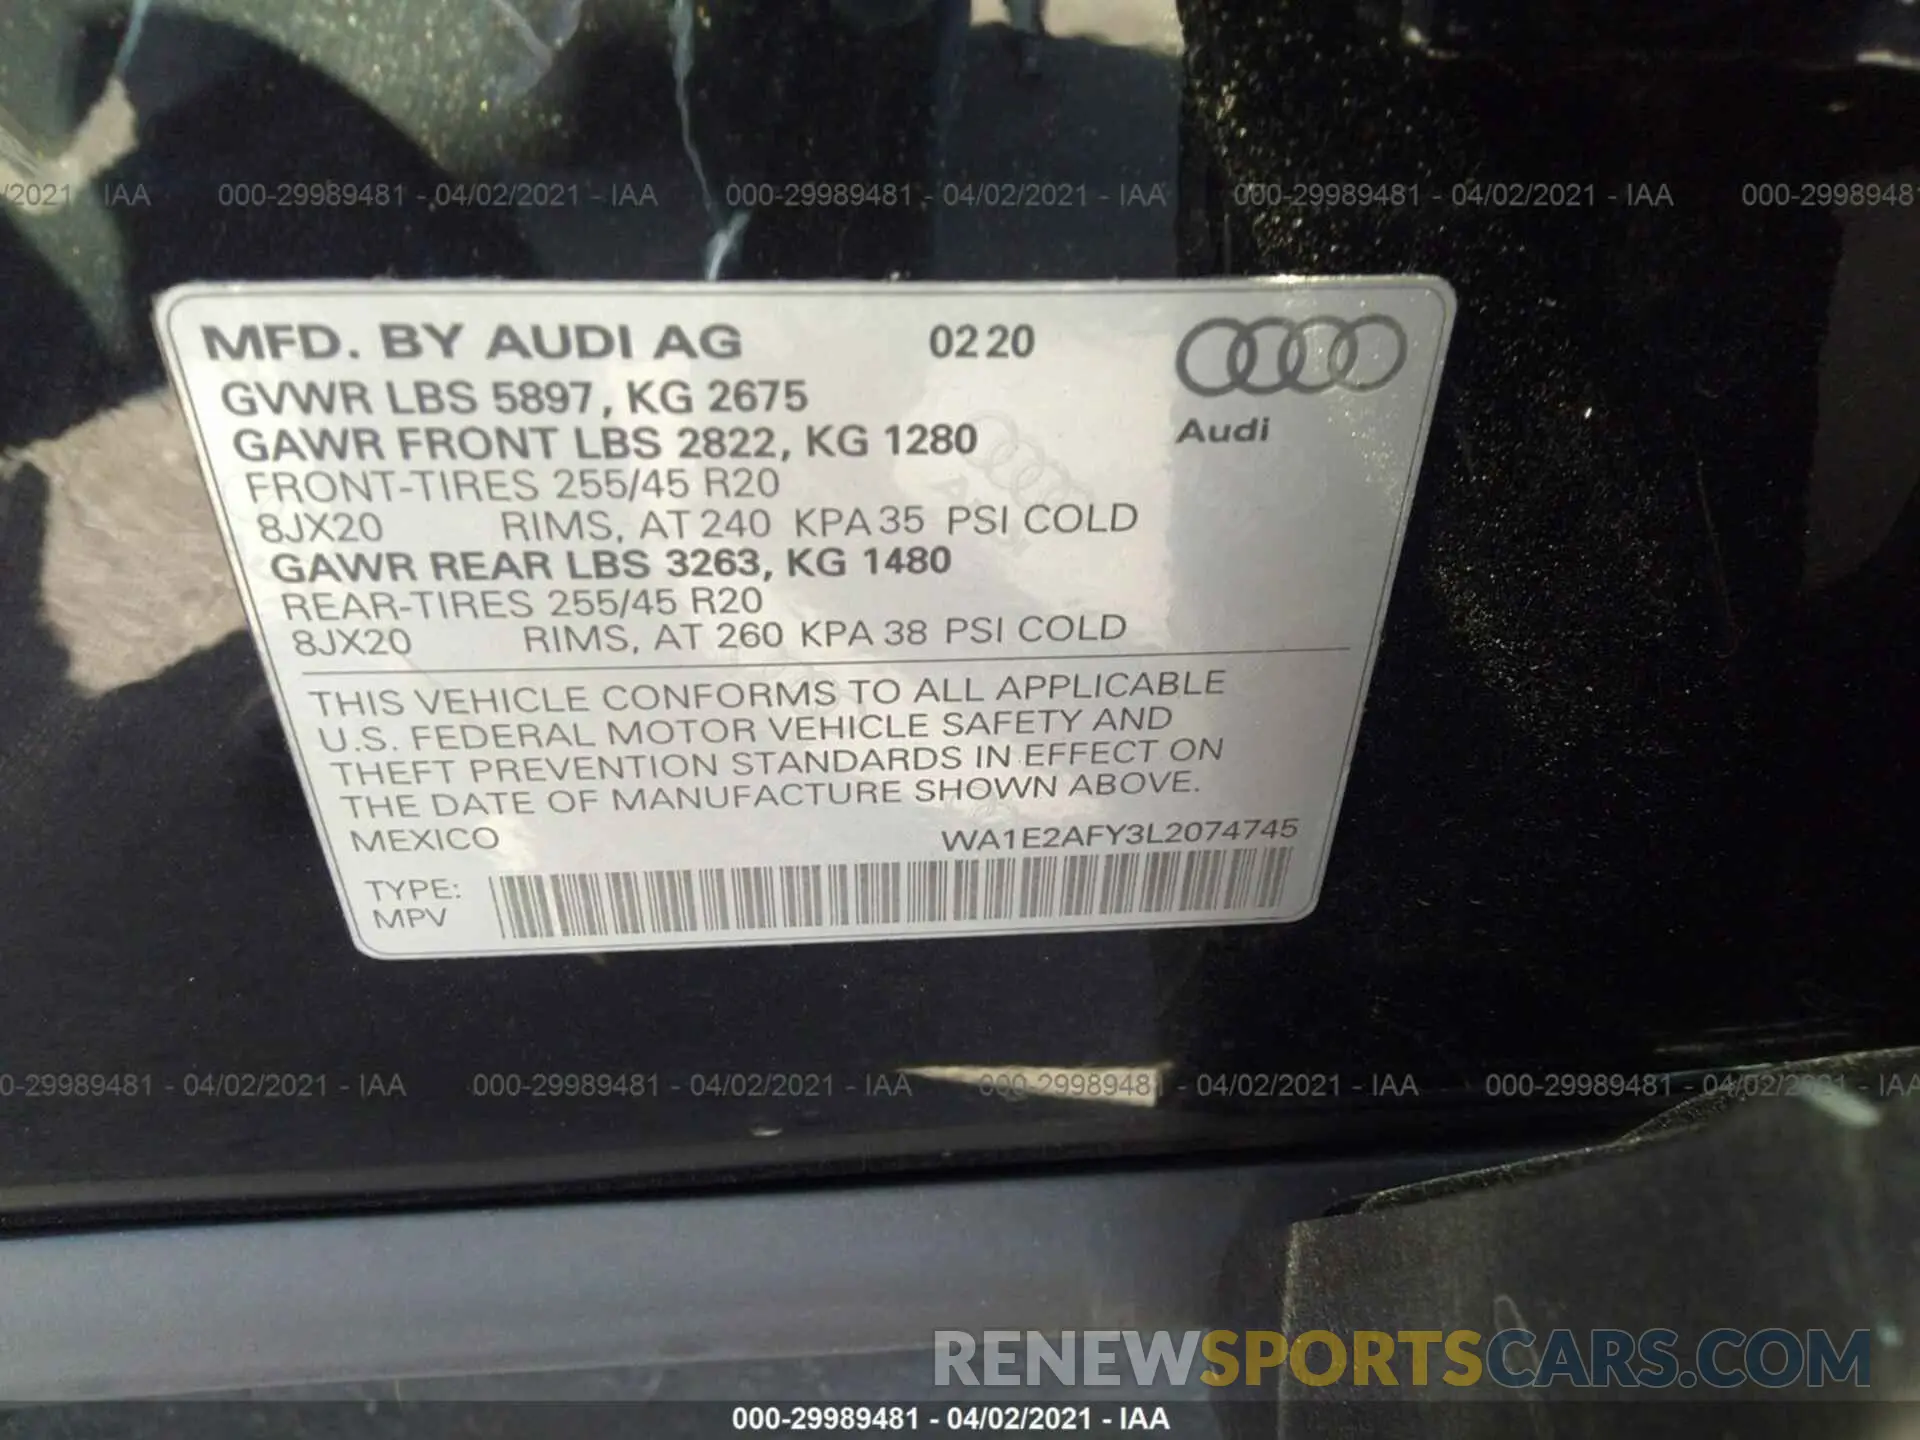 /2021 - IAA 000-29989481 - 04/02/2021 - IAA 000-29989481 - 04/02/2021 - IAA 000-29989481 - 04/02/2021 - IAA 000-2998948
MFD. BY AUDI AG 02 20
GVWR LBS 5897, KG 2675
Audi
GAWR FRONT LBS 2822, KG 1280
FRONT-TIRES 255/45 R20
8JX20 RIMS, AT 240 KPA 35 PSI COLD
GAWR REAR LBS 3263, KG 1480
REAR-TIRES 255/45 R20
8JX20 RIMS, AT 260 KPA 38 PSI COLD
THIS VEHICLE CONFORMS TO ALL APPLICABLE
U.S. FEDERAL MOTOR VEHICLE SAFETY AND
THEFT PREVENTION STANDARDS IN EFFECT ON
THE DATE OF MANUFACTURE SHOWN ABOVE.
MEXICO WA1E2AFY3L2074745
TYPE:
MPV
0-29989481 - 04/02/2021 - IAA 000-29989481 - 04/02/2021 - IAA 000-29989481 - 04/02/2021 - IAA 000-29989481 - 04/02/2021 - IAA
RENEWSPORTSCARS.COM
000-29989481 - 04/02/2021 - IAA